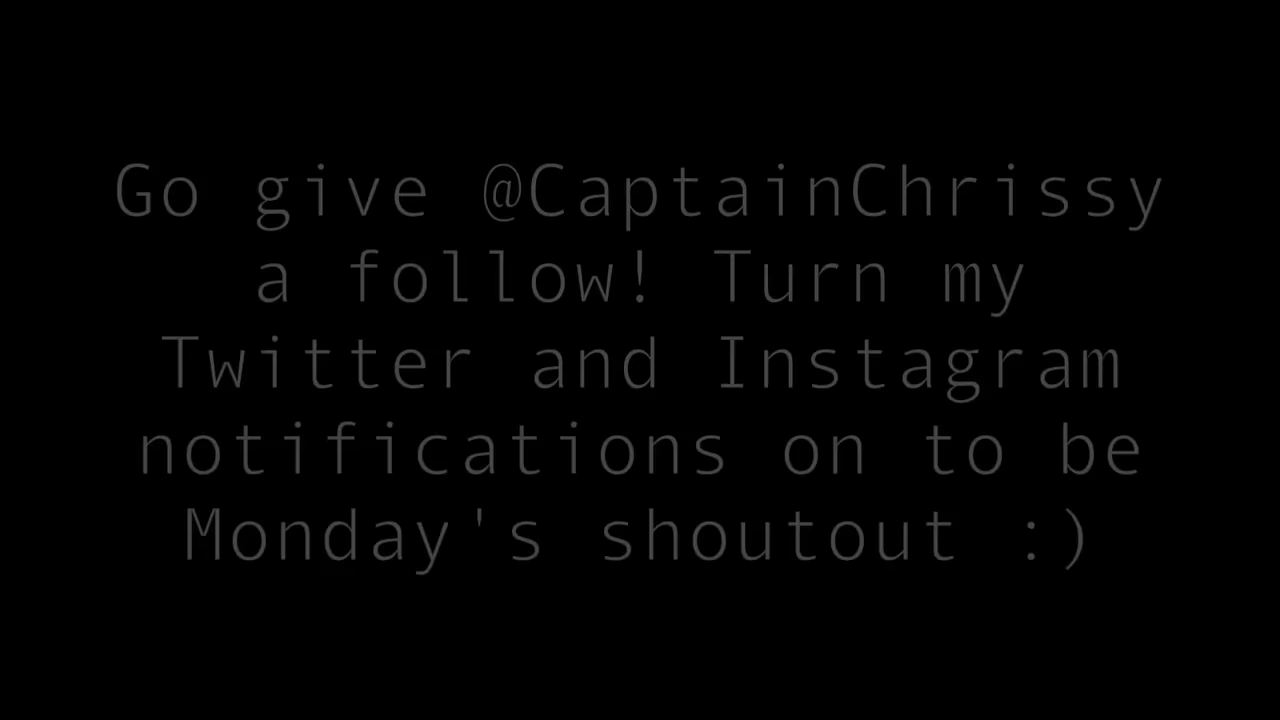 Go give @CaptainChrissy
a follow! Turn my
Twitter and Instagram
notifications on to be
Monday's shoutout :)